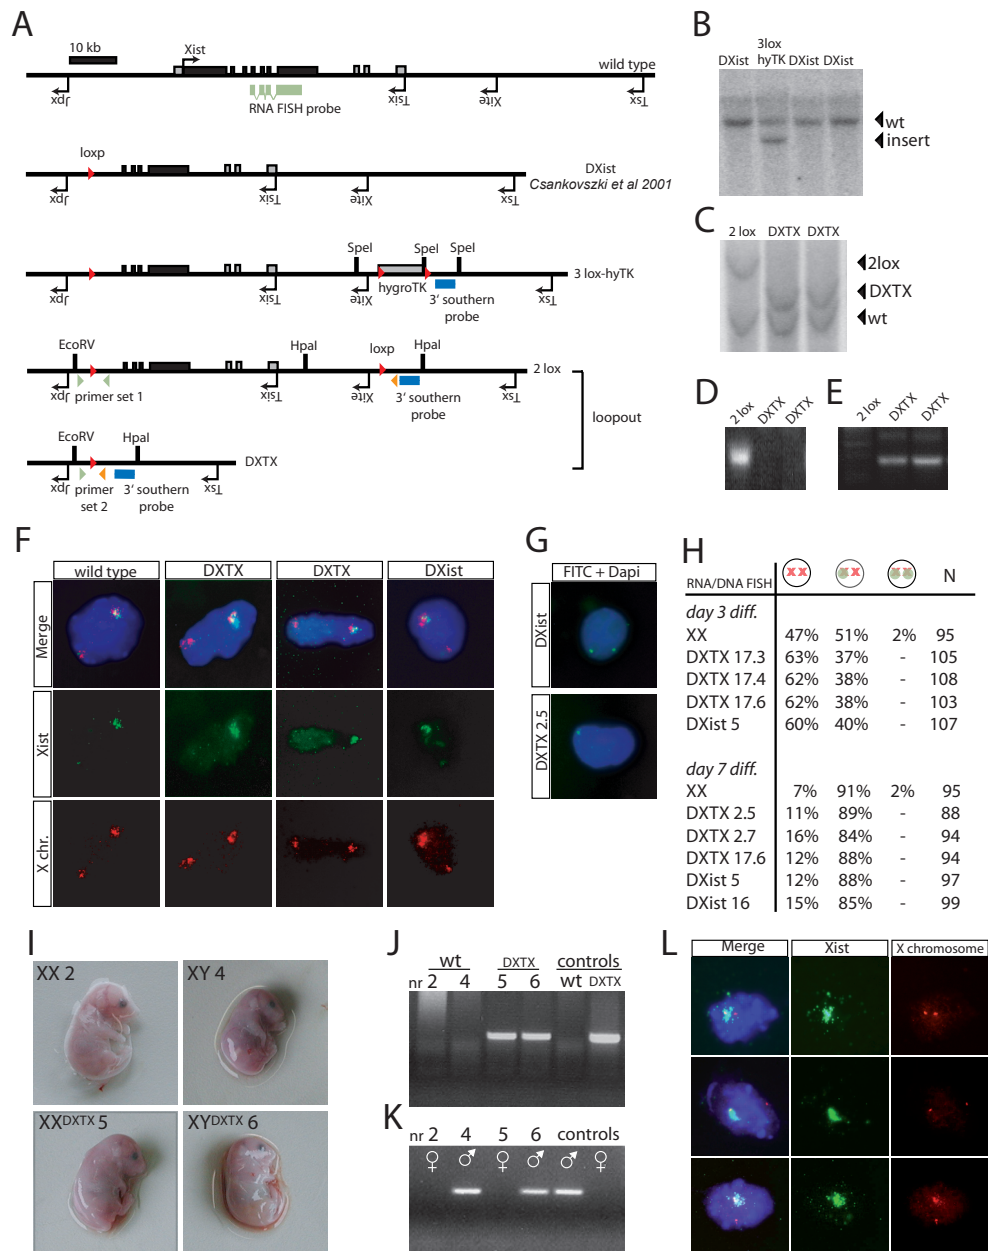 A
10 kb
Xist
wild type
Jpx
RNA FISH probe
Tsix
Xite
Tsx
loxp
DXist
Csankovszki et al 2001
Jpx
Tsix
Xite
Tsx
SpeI
SpeI
SpeI
3 lox-hyTK
Jpx
Tsix
Xite
hygroTK
3' southern
probe
Tsx
EcoRV
HpaI
loxp
HpaI
2 lox
Jpx
primer set 1
Tsix
Xite
3' southern
probe
Tsx
loopout
EcoRV
HpaI
DXTX
Jpx
primer
set 2
3' southern
probe
Tsx
B
DXist
3lox
hyTK
DXist
DXist
wt
insert
C
2 lox
DXTX
DXTX
2lox
DXTX
wt
D
2 lox
DXTX
DXTX
E
2 lox
DXTX
DXTX
F
wild type
DXTX
DXTX
DXist
Merge
Xist
X chr.
G
FITC + Dapi
DXist
DXTX 2.5
H
RNA/DNA FISH
X X
X X
X X
N
day 3 diff.
XX 47% 51% 2% 95
DXTX 17.3 63% 37% - 105
DXTX 17.4 62% 38% - 108
DXTX 17.6 62% 38% - 103
DXist 5 60% 40% - 107
day 7 diff.
XX 7% 91% 2% 95
DXTX 2.5 11% 89% - 88
DXTX 2.7 16% 84% - 94
DXTX 17.6 12% 88% - 94
DXist 5 12% 88% - 97
DXist 16 15% 85% - 99
I
XX 2
XY 4
XXDXTX 5
XYDXTX 6
J
wt DXTX controls
nr 2 4 5 6 wt DXTX
K
nr 2 4 5 6 controls
♀ ♂ ♀ ♂ ♂ ♀
L
Merge
Xist
X chromosome